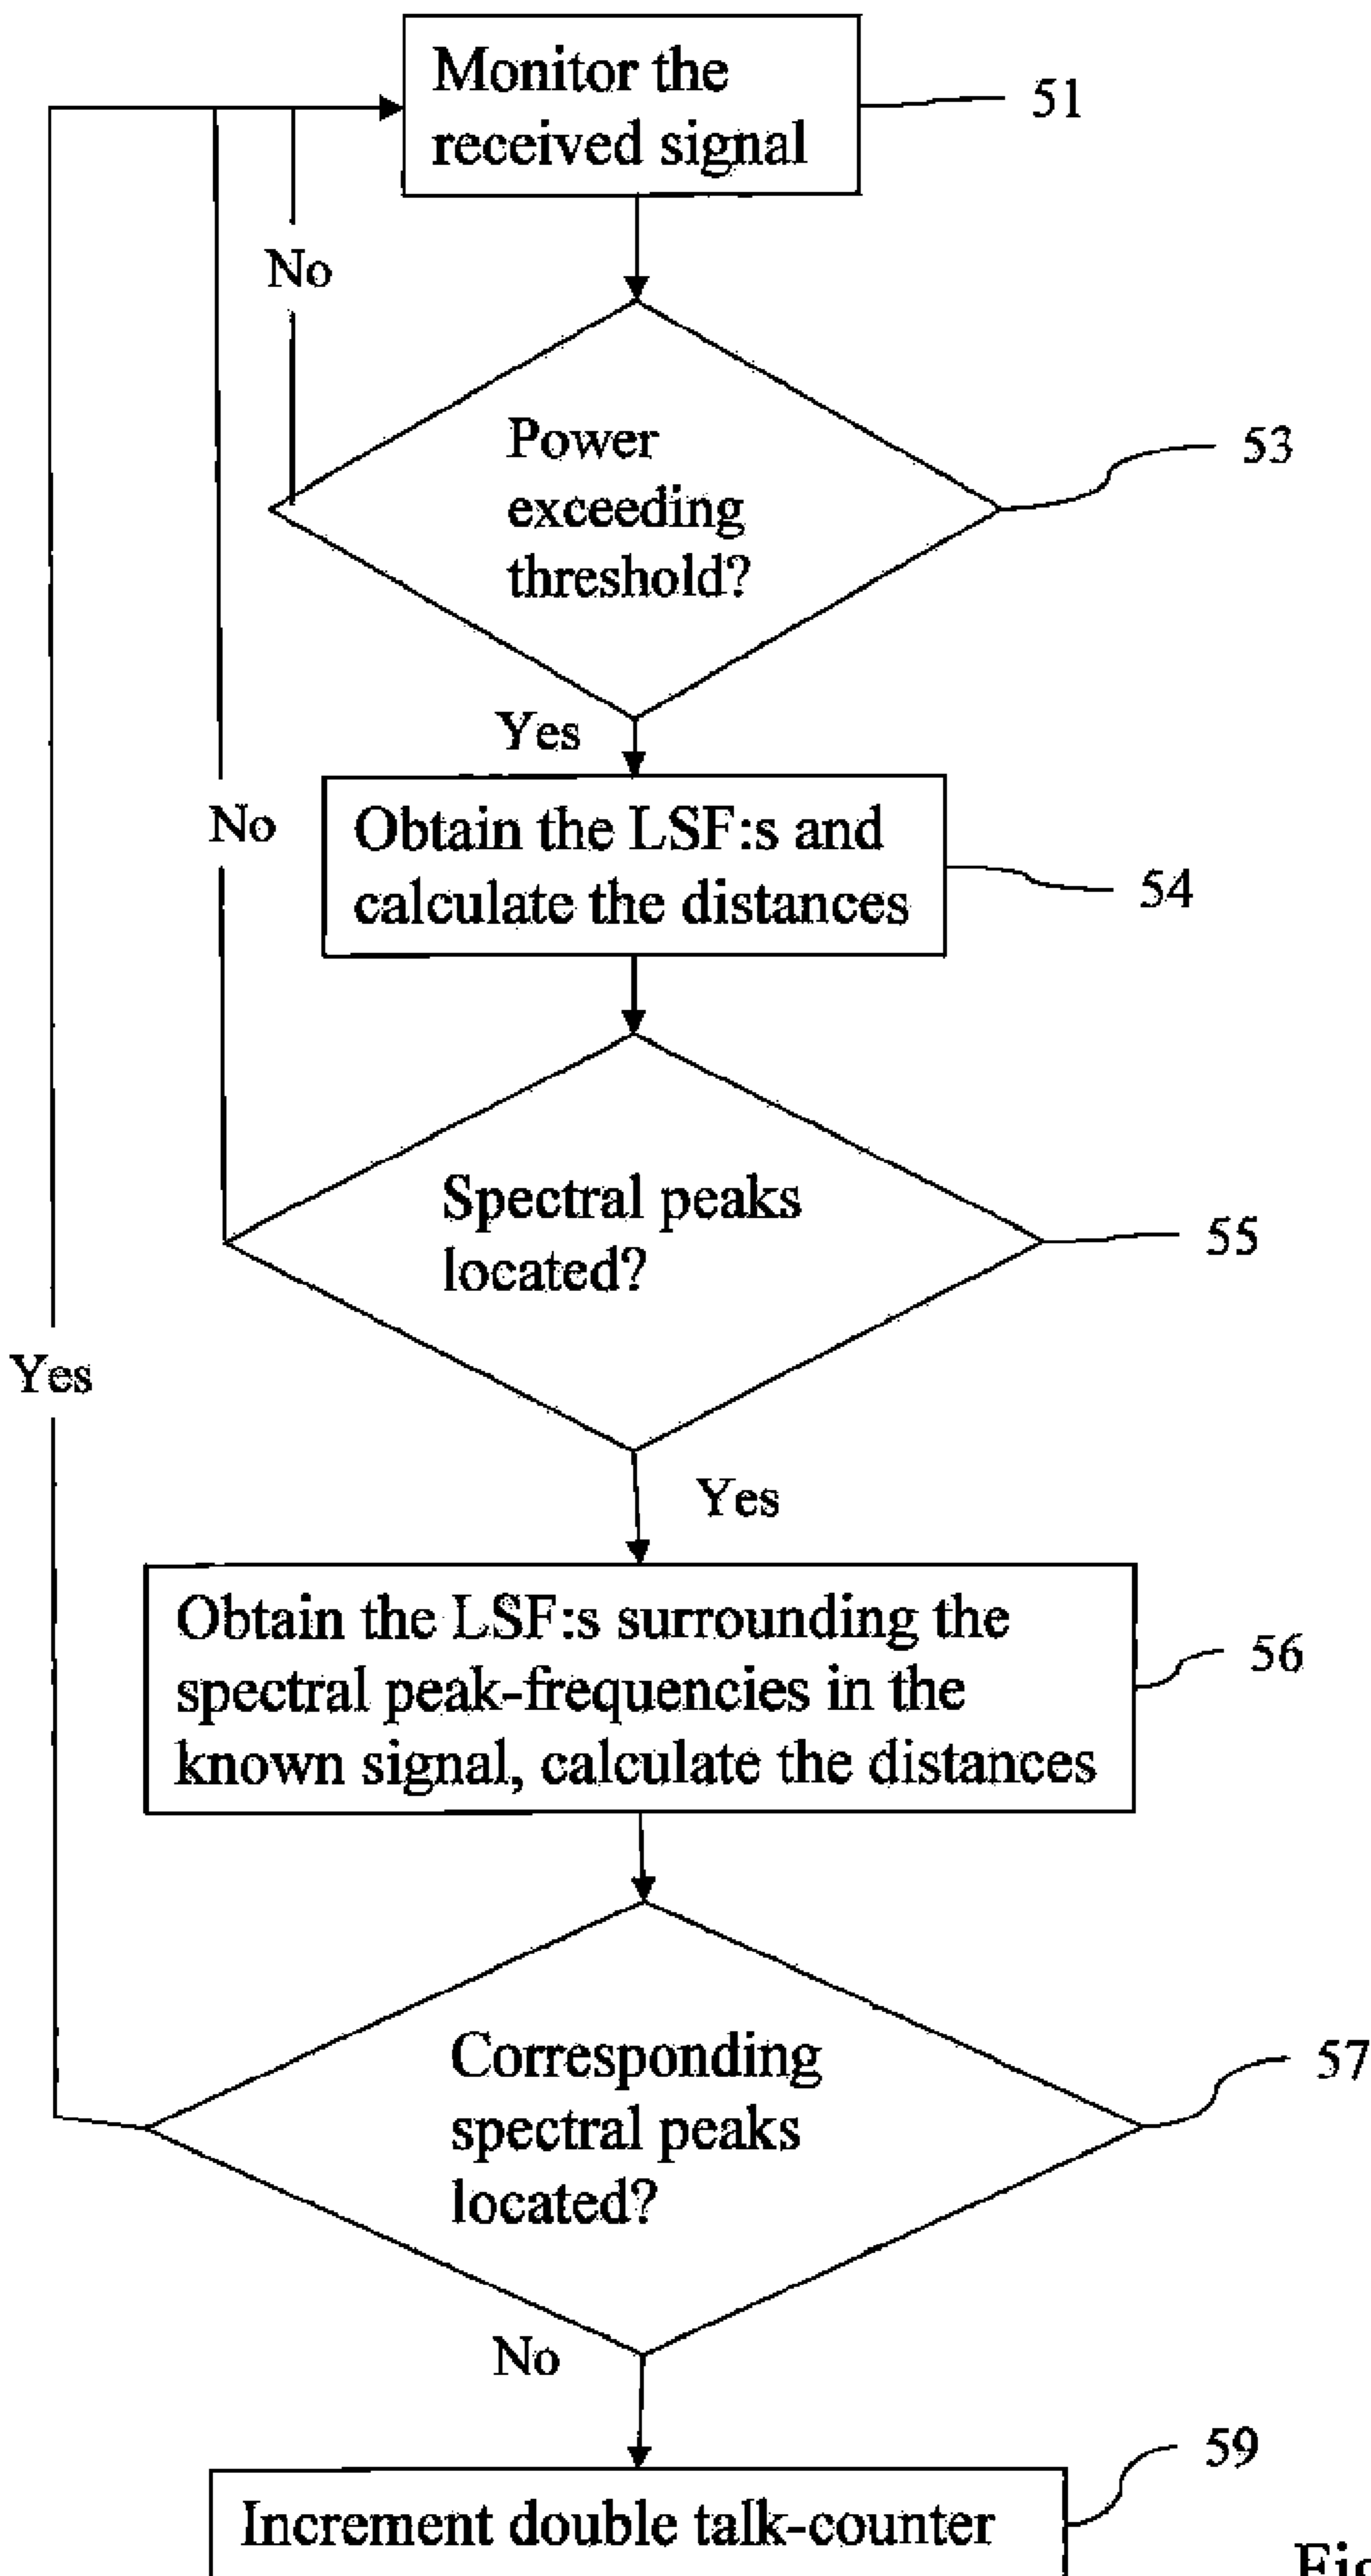 Monitor the
received signal
51
No
Power
exceeding
threshold?
53
Yes
No
Obtain the LSF:s and
calculate the distances
54
Spectral peaks
located?
55
Yes
Yes
Obtain the LSF:s surrounding the
spectral peak-frequencies in the
known signal, calculate the distances
56
Corresponding
spectral peaks
located?
57
No
59
Increment double talk-counter